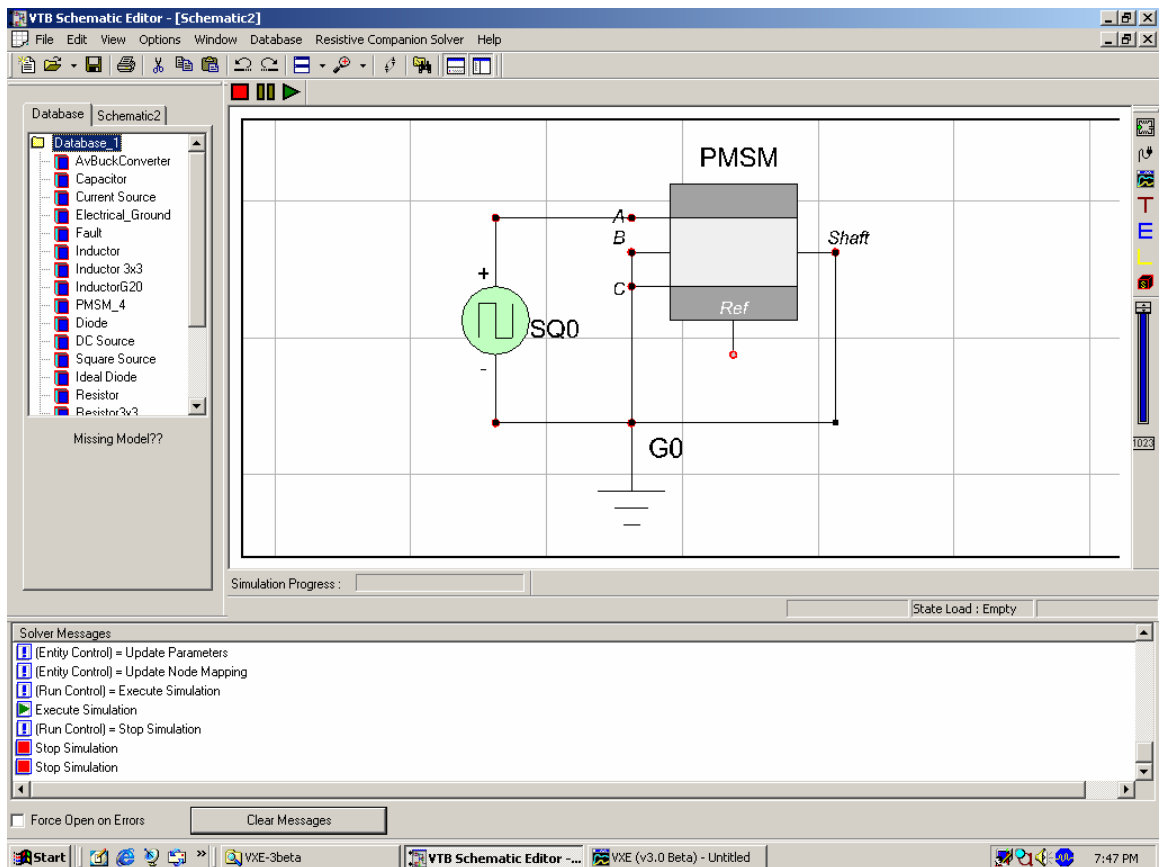 VTB Schematic Editor - [Schematic2]
File Edit View Options Window Database Resistive Companion Solver Help
Database Schematic2
Database_1
AvBuckConverter
Capacitor
Current Source
Electrical_Ground
Fault
Inductor
Inductor 3x3
InductorG20
PMSM_4
Diode
DC Source
Square Source
Ideal Diode
Resistor
Resistor3x3
Missing Model??
PMSM
A
B
C
Shaft
Ref
+
SQ0
-
G0
T
E
L
1023
Simulation Progress :
State Load : Empty
Solver Messages
(Entity Control) = Update Parameters
(Entity Control) = Update Node Mapping
(Run Control) = Execute Simulation
Execute Simulation
(Run Control) = Stop Simulation
Stop Simulation
Stop Simulation
Force Open on Errors Clear Messages
Start » VXE-3beta VTB Schematic Editor -... VXE (v3.0 Beta) - Untitled 7:47 PM